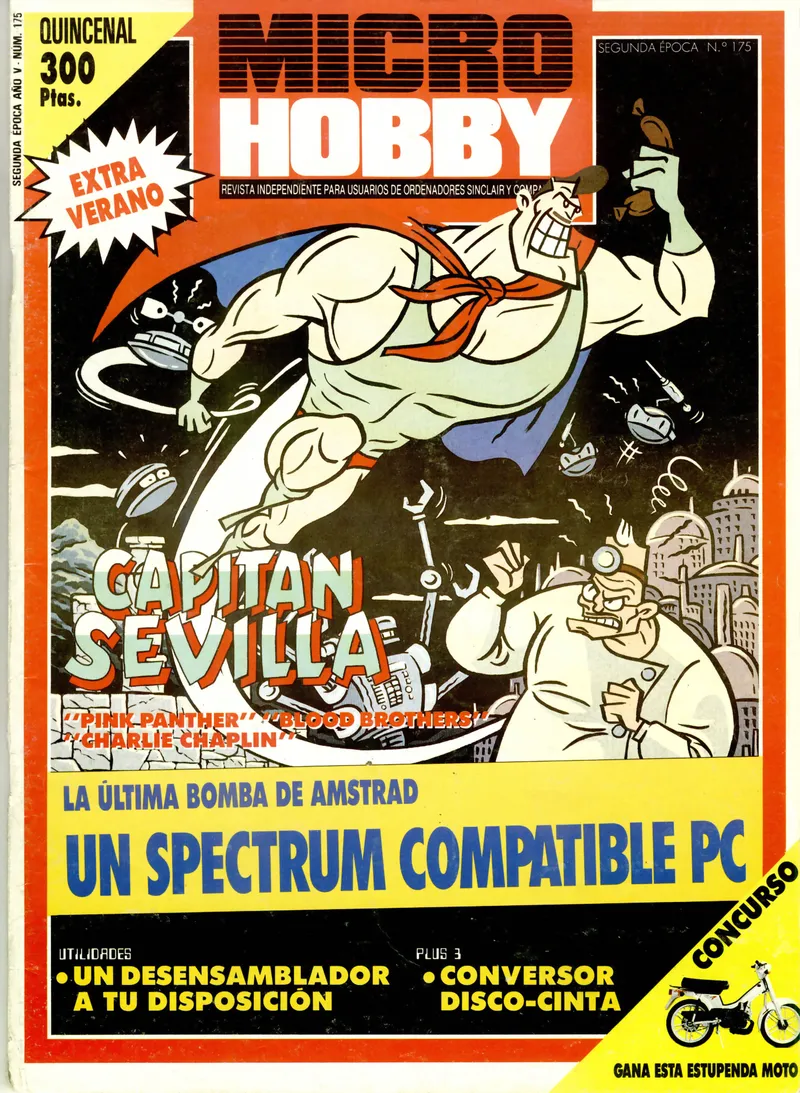 SEGUNDA EPOCA AÑO V · NÚM. 175
QUINCENAL
300
Ptas.
MICRO
HOBBY
SEGUNDA ÉPOCA N.º 175
REVISTA INDEPENDIENTE PARA USUARIOS DE ORDENADORES SINCLAIR Y
EXTRA
VERANO
CAPITAN
SEVILLA
"PINK PANTHER" "BLOOD BROTHERS"
"CHARLIE CHAPLIN"
LA ÚLTIMA BOMBA DE AMSTRAD
UN SPECTRUM COMPATIBLE PC
UTILIDADES
• UN DESENSAMBLADOR
A TU DISPOSICIÓN
PLUS 3
• CONVERSOR
DISCO-CINTA
CONCURSO
GANA ESTA ESTUPENDA MOTO